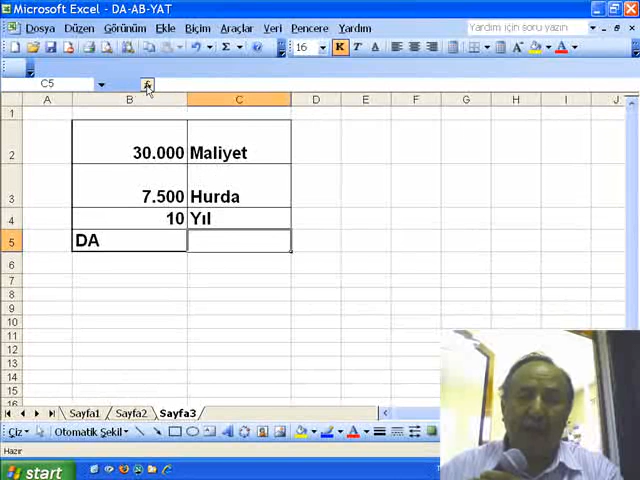 Microsoft Excel - DA-AB-YAT
Dosya Düzen Görünüm Ekle Biçim Araçlar Veri Pencere Yardım
Yardım için soru yazın
16 K T A
C5
A B C D E F G H I J
1
2 30.000 Maliyet
3 7.500 Hurda
4 10 Yıl
5 DA
6
7
8
9
10
11
12
13
14
15
16
Sayfa1 Sayfa2 Sayfa3
Çiz Otomatik Şekil
Hazır
start